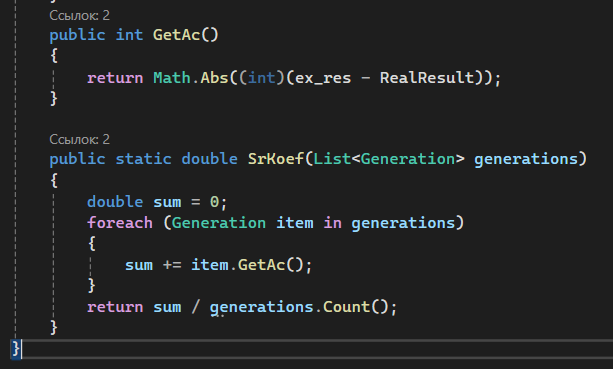 Ссылок: 2
public int GetAc()
{
return Math.Abs((int)(ex_res - RealResult));
}
Ссылок: 2
public static double SrKoef(List<Generation> generations)
{
double sum = 0;
foreach (Generation item in generations)
{
sum += item.GetAc();
}
return sum / generations.Count();
}
}